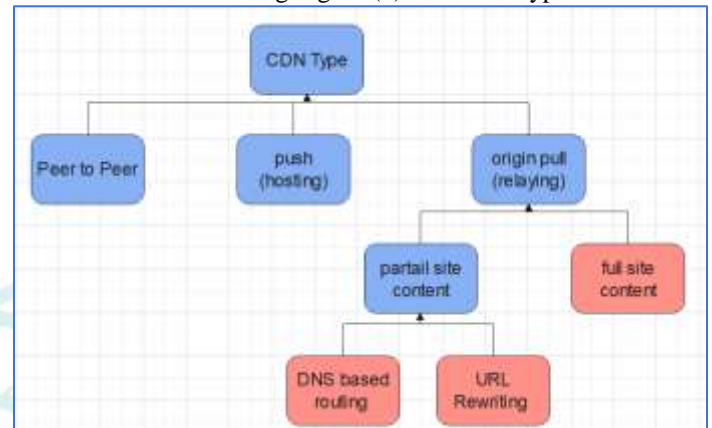 CDN Type
Peer to Peer
push
(hosting)
origin pull
(relaying)
partail site
content
full site
content
DNS based
routing
URL
Rewriting